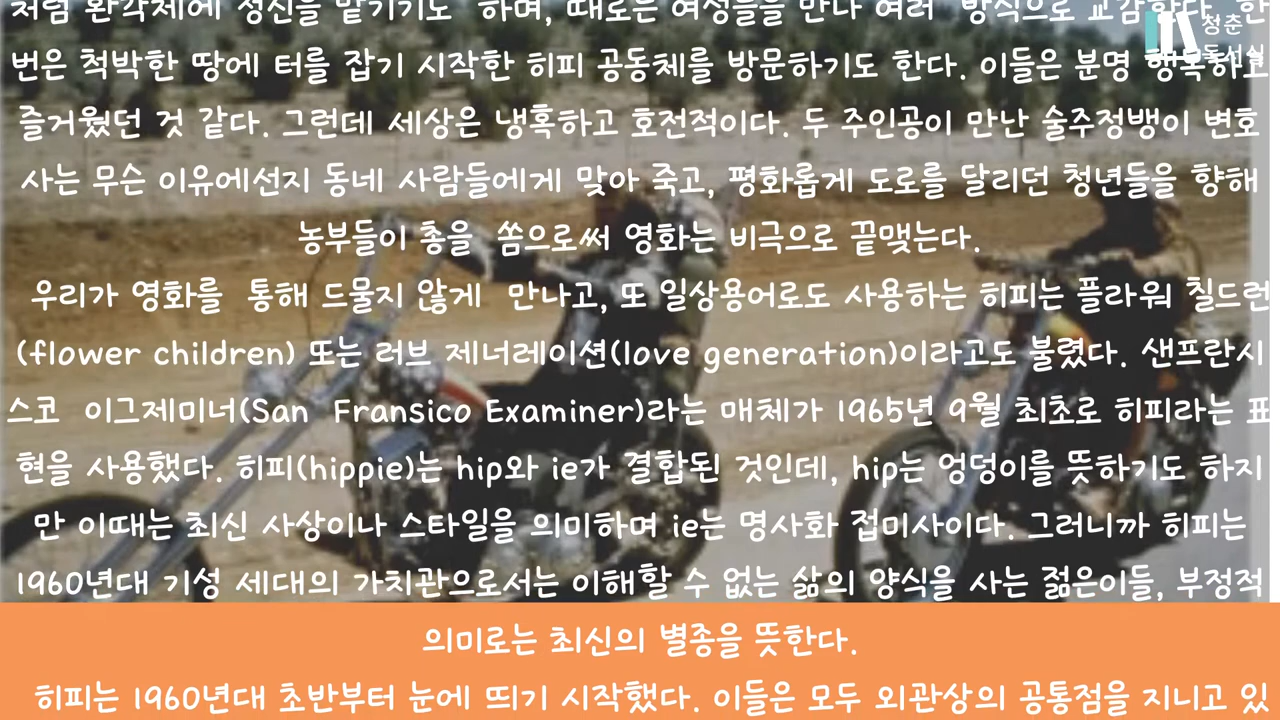 처럼 환각제에 정신을 맡기기도 하며, 때로은 여성들을 만나 여러 방식으로 교감한다. 한
번은 척박한 땅에 터를 잡기 시작한 히피 공동체를 방문하기도 한다. 이들은 분명 행복하고
즐거웠던 것 같다. 그런데 세상은 냉혹하고 호전적이다. 두 주인공이 만난 술주정뱅이 변호
사는 무슨 이유에선지 동네 사람들에게 맞아 죽고, 평화롭게 도로를 달리던 청년들을 향해
농부들이 총을 쏨으로써 영화는 비극으로 끝맺는다.
우리가 영화를 통해 드물지 않게 만나고, 또 일상용어로도 사용하는 히피는 플라워 칠드런
(flower children) 또는 러브 제너레이션(love generation)이라고도 불렸다. 샌프란시
스코 이그제미너(San Fransico Examiner)라는 매체가 1965년 9월 최초로 히피라는 표
현을 사용했다. 히피(hippie)는 hip와 ie가 결합된 것인데, hip는 엉덩이를 뜻하기도 하지
만 이때는 최신 사상이나 스타일을 의미하며 ie는 명사화 접미사이다. 그러니까 히피는
1960년대 기성 세대의 가치관으로서는 이해할 수 없는 삶의 양식을 사는 젊은이들, 부정적
의미로는 최신의 별종을 뜻한다.
히피는 1960년대 초반부터 눈에 띄기 시작했다. 이들은 모두 외관상의 공통점을 지니고 있
청춘
독서실